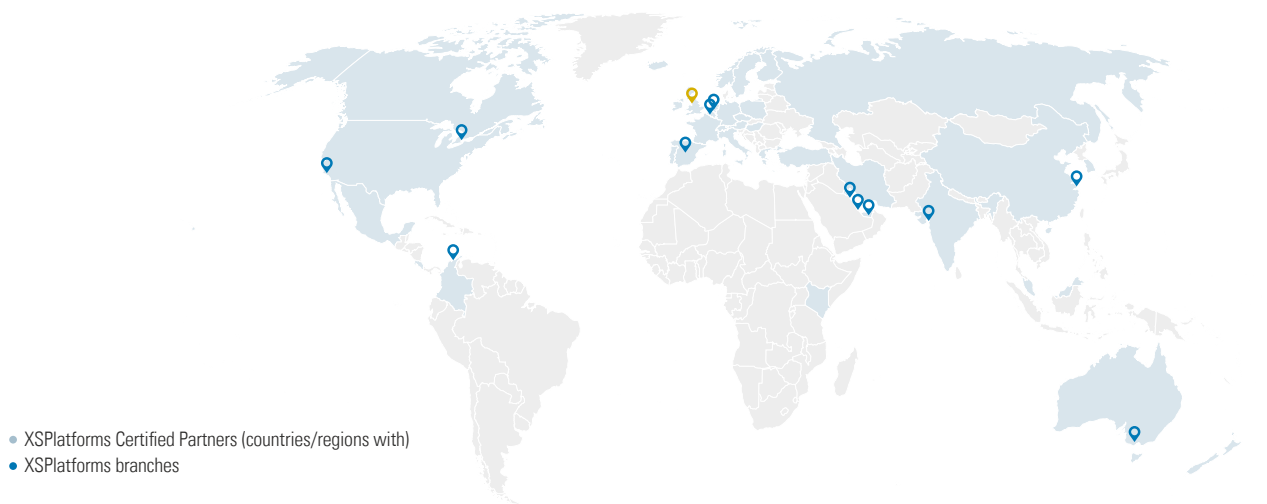 XSPlatforms Certified Partners (countries/regions with)
XSPlatforms branches